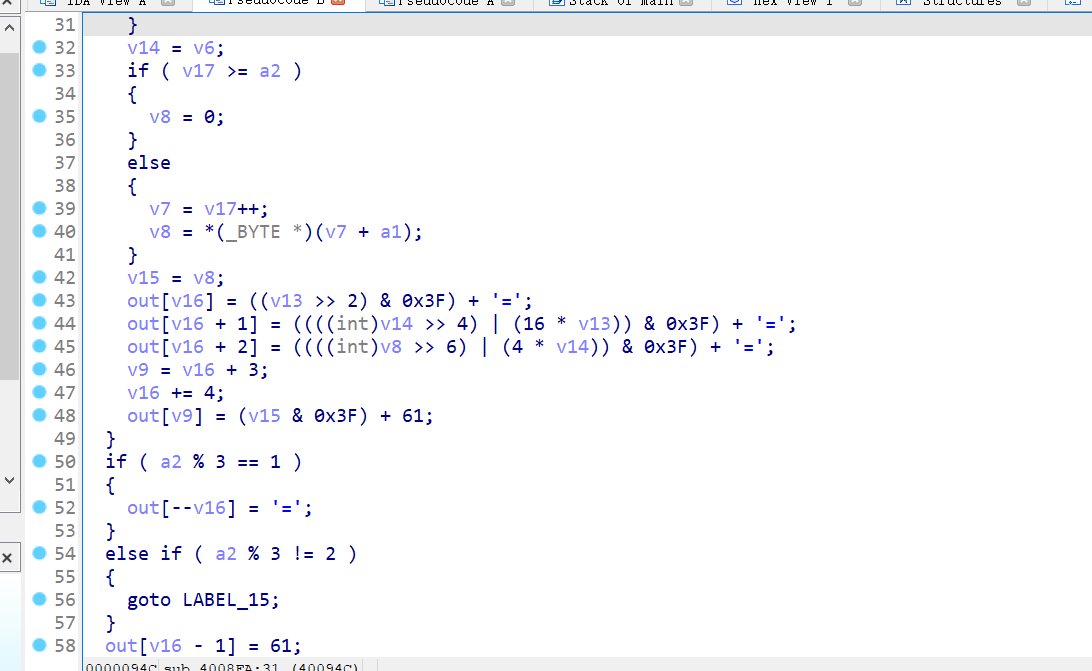 IDA View A Pseudocode B Pseudocode A Stack of main Hex View 1 Structures
31 }
32 v14 = v6;
33 if ( v17 >= a2 )
34 {
35 v8 = 0;
36 }
37 else
38 {
39 v7 = v17++;
40 v8 = *(_BYTE *)(v7 + a1);
41 }
42 v15 = v8;
43 out[v16] = ((v13 >> 2) & 0x3F) + '=';
44 out[v16 + 1] = ((((int)v14 >> 4) | (16 * v13)) & 0x3F) + '=';
45 out[v16 + 2] = ((((int)v8 >> 6) | (4 * v14)) & 0x3F) + '=';
46 v9 = v16 + 3;
47 v16 += 4;
48 out[v9] = (v15 & 0x3F) + 61;
49 }
50 if ( a2 % 3 == 1 )
51 {
52 out[--v16] = '=';
53 }
54 else if ( a2 % 3 != 2 )
55 {
56 goto LABEL_15;
57 }
58 out[v16 - 1] = 61;
0000094C sub_4008FA:31 (40094C)